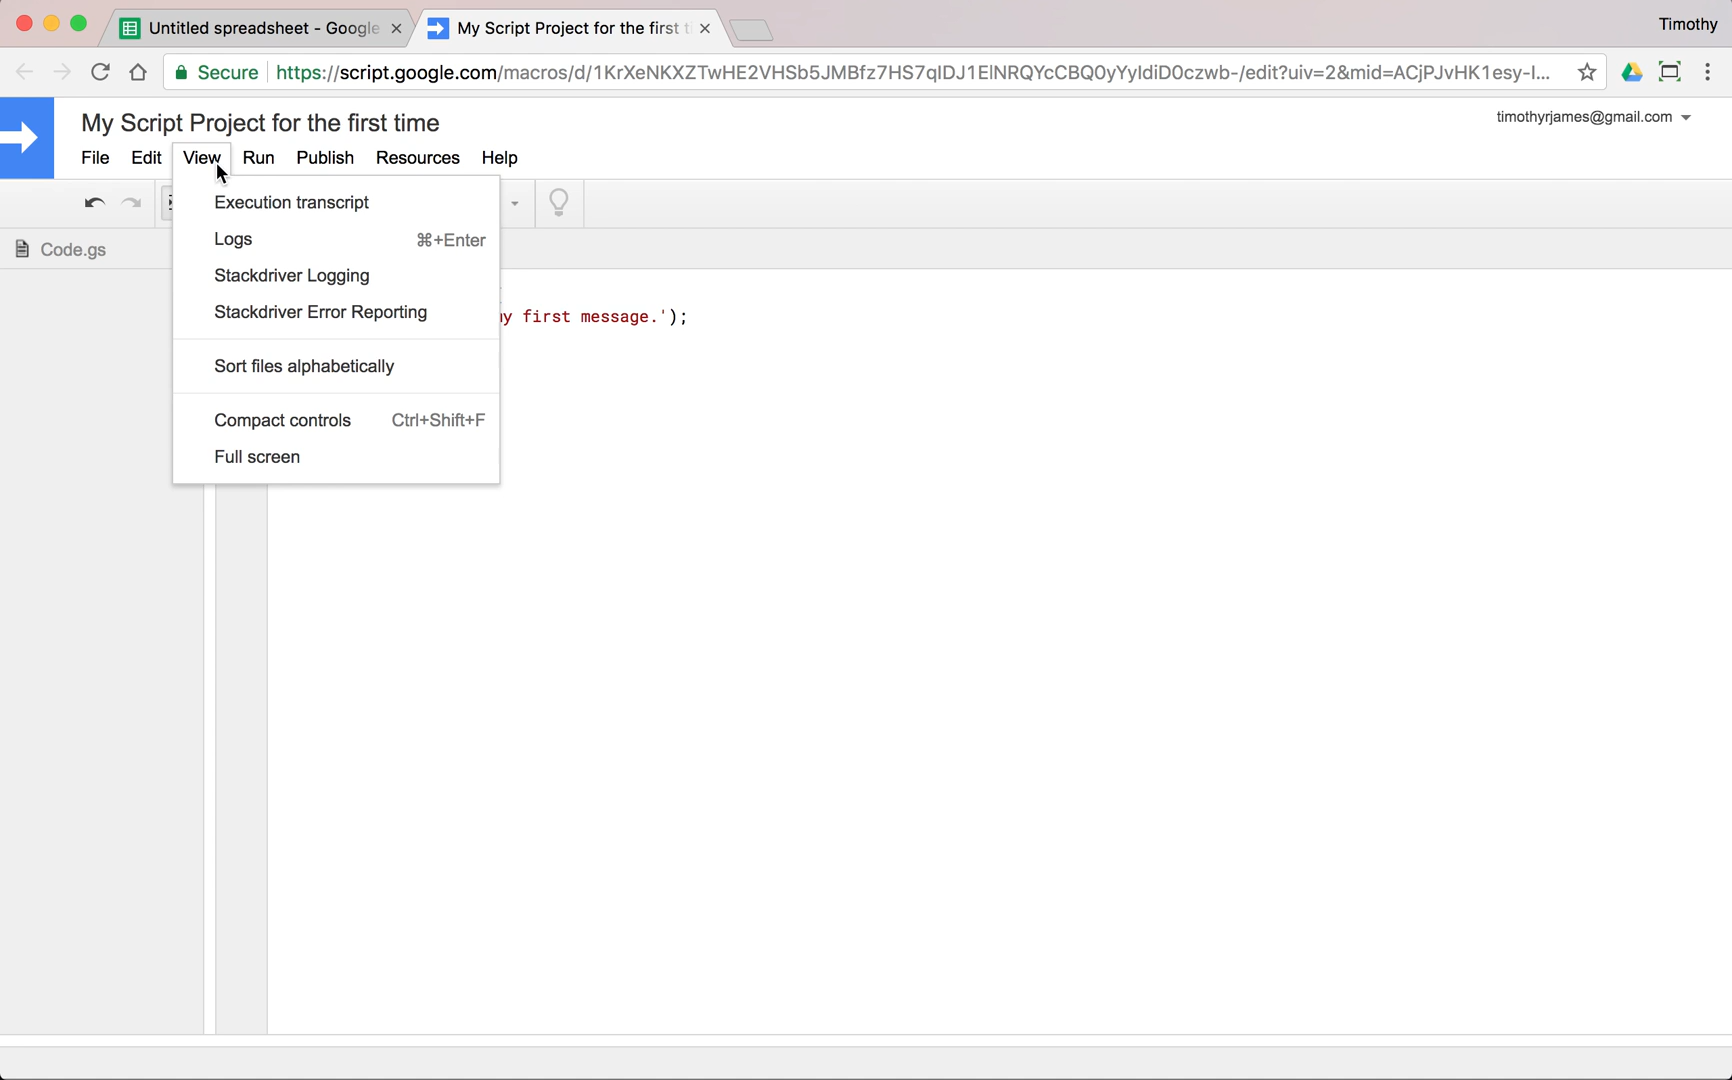 Untitled spreadsheet - Google
My Script Project for the first
Timothy
Secure https://script.google.com/macros/d/1KrXeNKXZTwHE2VHSb5JMBfz7HS7qIDJ1EINRQYcCBQ0yYyIdiD0czwb-/edit?uiv=2&mid=ACjPJvHK1esy-I...
My Script Project for the first time
timothyrjames@gmail.com
File Edit View Run Publish Resources Help
Execution transcript
Logs ⌘+Enter
Code.gs
Stackdriver Logging
Stackdriver Error Reporting
first message.');
Sort files alphabetically
Compact controls Ctrl+Shift+F
Full screen